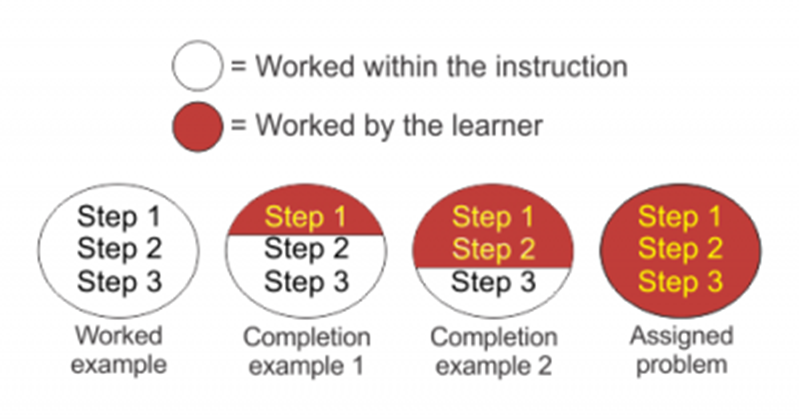 = Worked within the instruction
= Worked by the learner
Step 1
Step 2
Step 3
Worked
example
Step 1
Step 2
Step 3
Completion
example 1
Step 1
Step 2
Step 3
Completion
example 2
Step 1
Step 2
Step 3
Assigned
problem